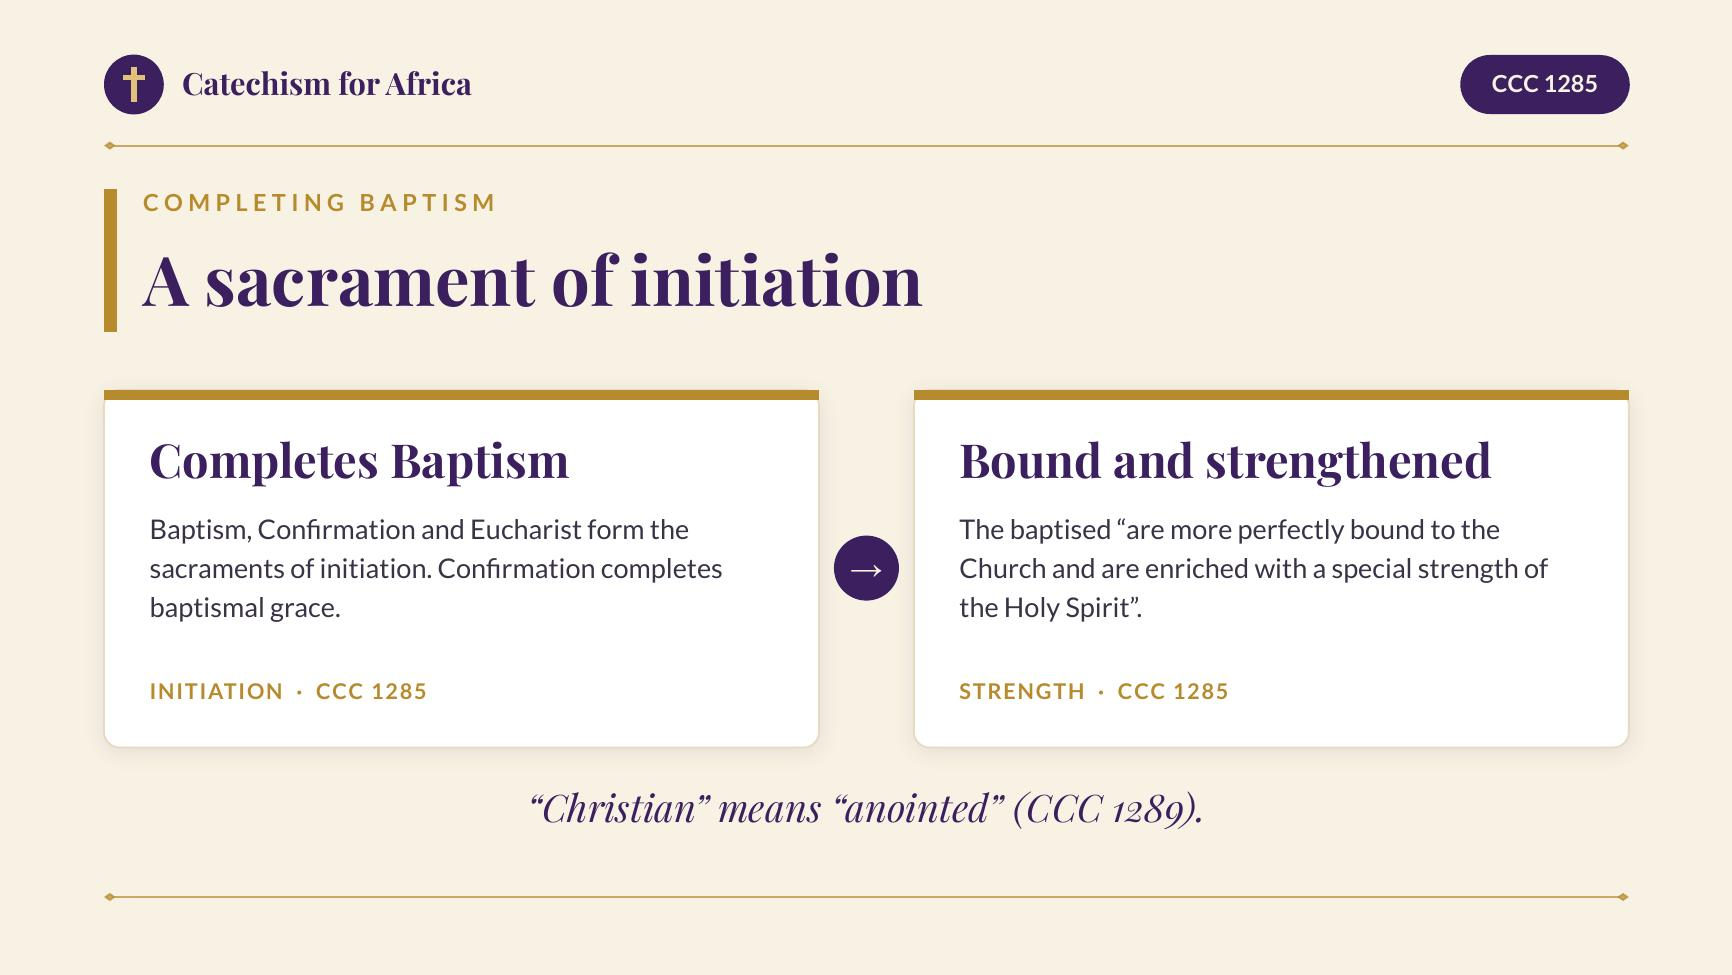 Catechism for Africa
CCC 1285
COMPLETING BAPTISM
A sacrament of initiation
Completes Baptism
Baptism, Confirmation and Eucharist form the
sacraments of initiation. Confirmation completes
baptismal grace.
INITIATION · CCC 1285
→
Bound and strengthened
The baptised “are more perfectly bound to the
Church and are enriched with a special strength of
the Holy Spirit”.
STRENGTH · CCC 1285
“Christian” means “anointed” (CCC 1289).